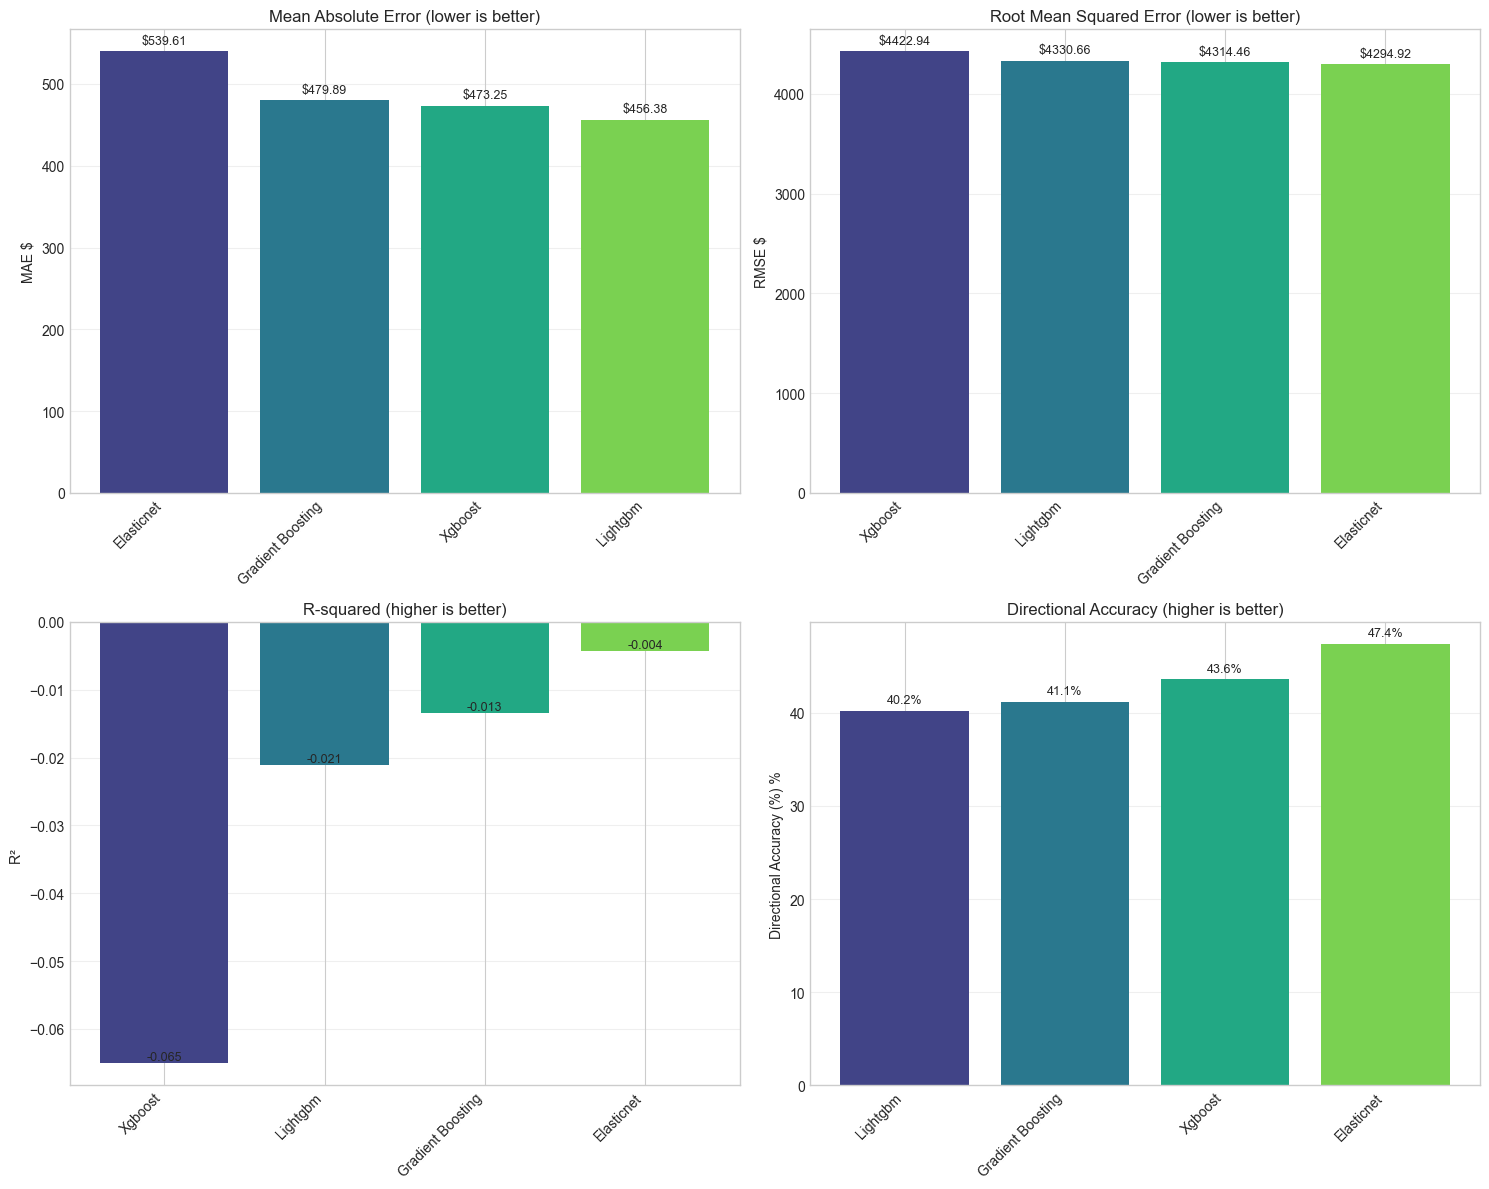 Mean Absolute Error (lower is better)
$539.61
$479.89
$473.25
$456.38
500
400
300
200
100
0
MAE $
Elasticnet
Gradient Boosting
Xgboost
Lightgbm
Root Mean Squared Error (lower is better)
$4422.94
$4330.66
$4314.46
$4294.92
4000
3000
2000
1000
0
RMSE $
Xgboost
Lightgbm
Gradient Boosting
Elasticnet
R-squared (higher is better)
0.00
−0.01
−0.02
−0.03
−0.04
−0.05
−0.06
R²
-0.065
-0.021
-0.013
-0.004
Xgboost
Lightgbm
Gradient Boosting
Elasticnet
Directional Accuracy (higher is better)
40.2%
41.1%
43.6%
47.4%
40
30
20
10
0
Directional Accuracy (%) %
Lightgbm
Gradient Boosting
Xgboost
Elasticnet